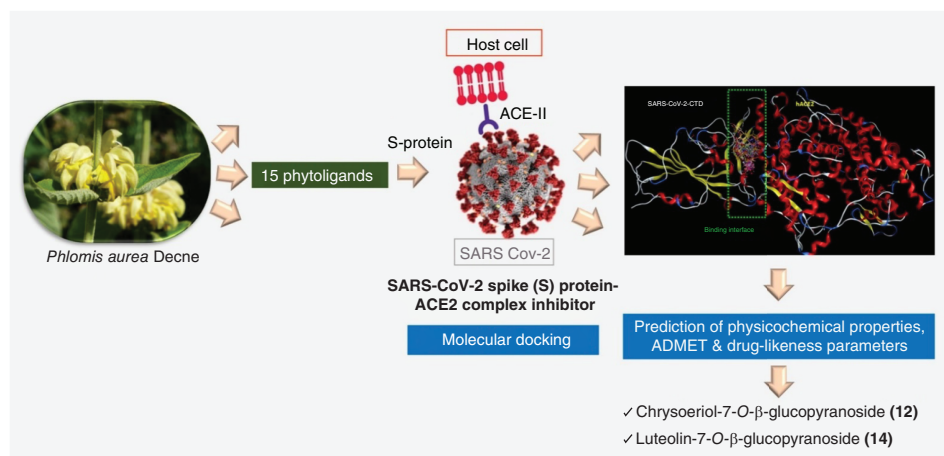 Host cell
ACE-II
S-protein
15 phytoligands
Phlomis aurea Decne
SARS Cov-2
SARS-CoV-2 spike (S) protein-
ACE2 complex inhibitor
Molecular docking
SARS-CoV-2-CTD
hACE2
Binding interface
Prediction of physicochemical properties,
ADMET & drug-likeness parameters
✓ Chrysoeriol-7-O-β-glucopyranoside (12)
✓ Luteolin-7-O-β-glucopyranoside (14)